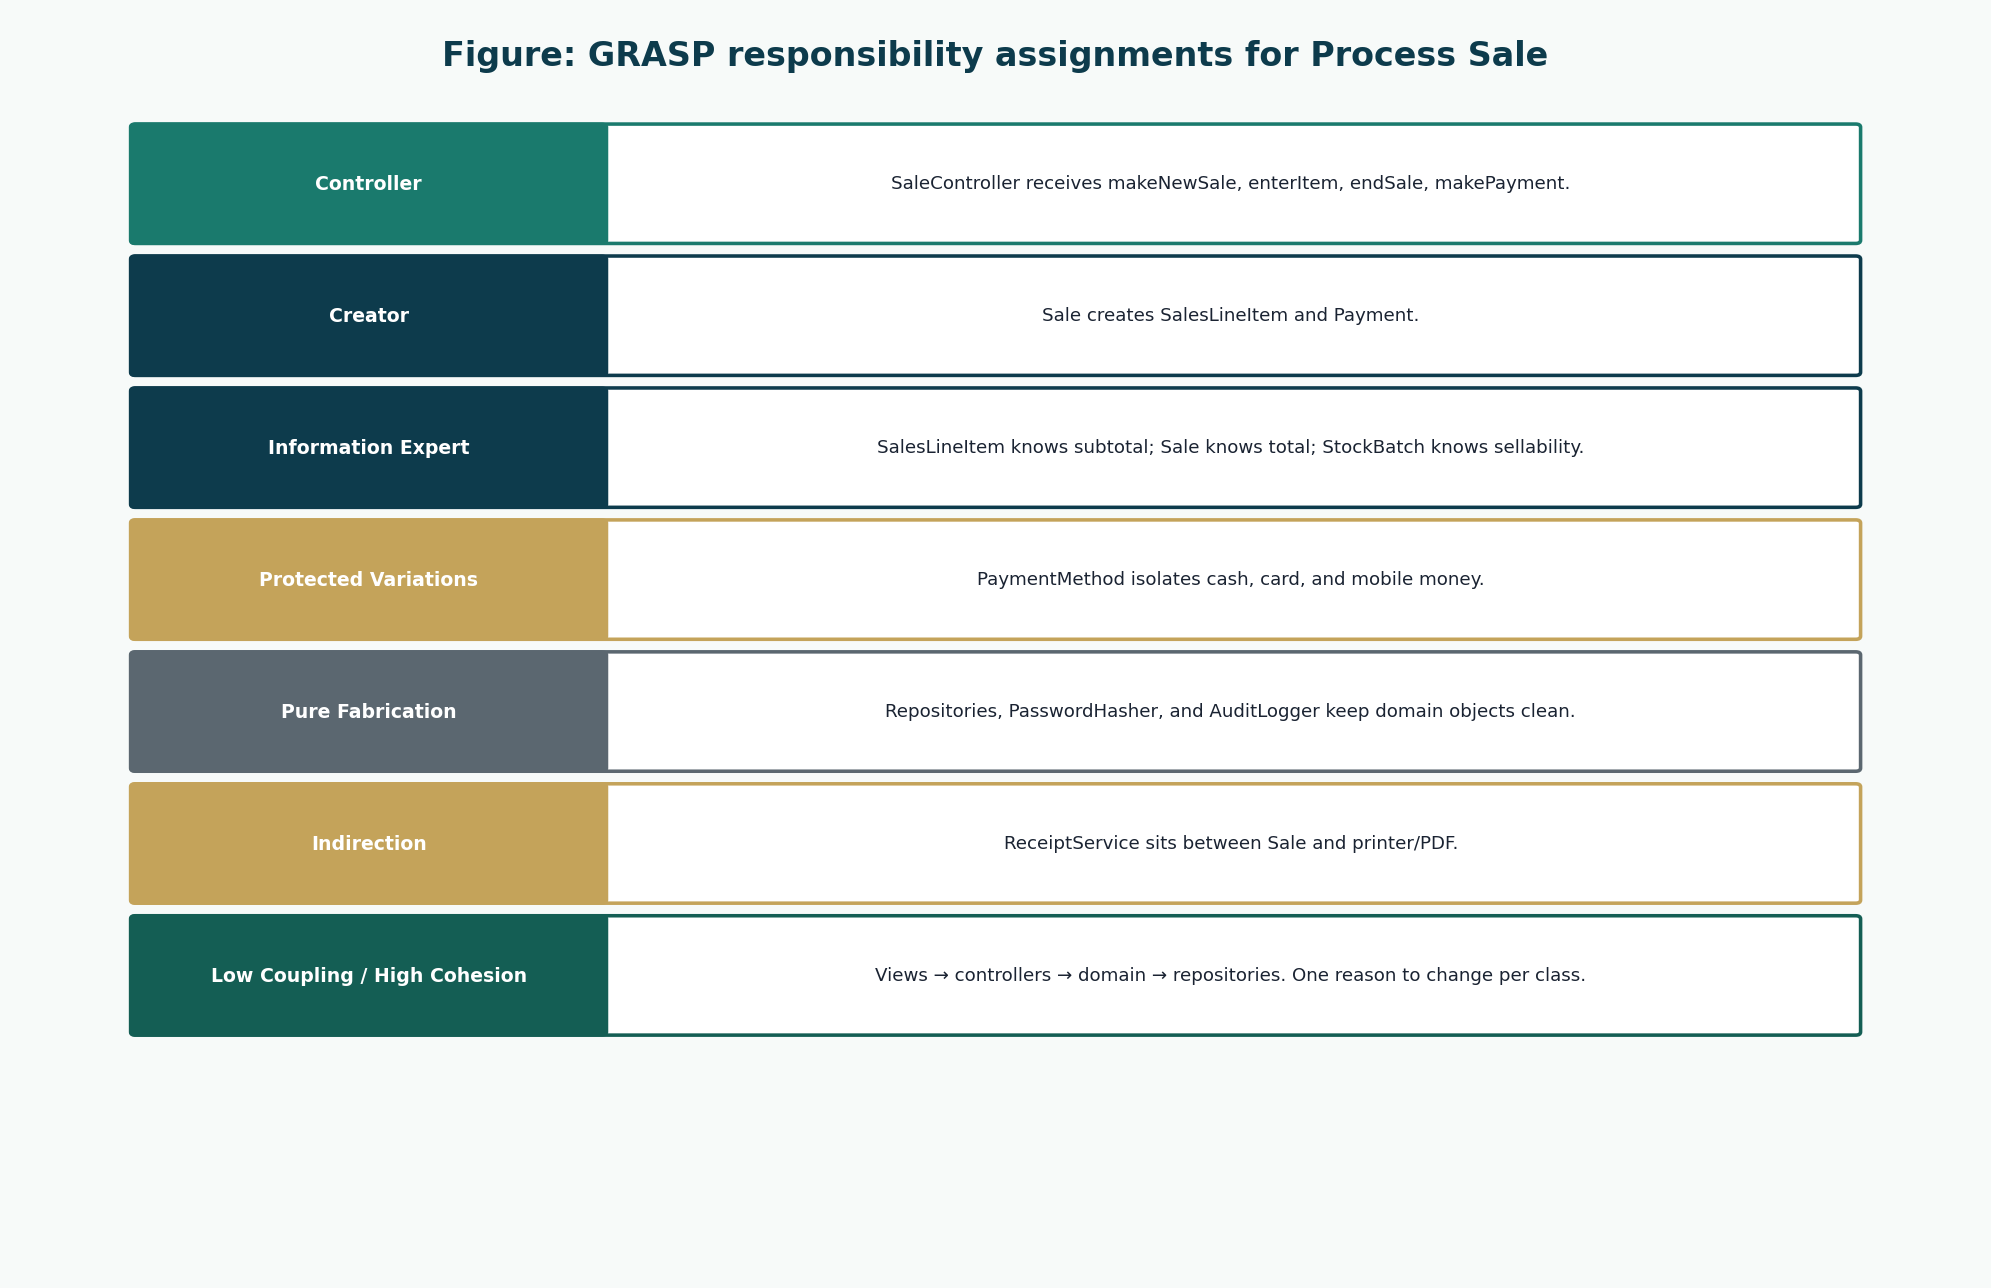 Figure: GRASP responsibility assignments for Process Sale
Controller
SaleController receives makeNewSale, enterItem, endSale, makePayment.
Creator
Sale creates SalesLineItem and Payment.
Information Expert
SalesLineItem knows subtotal; Sale knows total; StockBatch knows sellability.
Protected Variations
PaymentMethod isolates cash, card, and mobile money.
Pure Fabrication
Repositories, PasswordHasher, and AuditLogger keep domain objects clean.
Indirection
ReceiptService sits between Sale and printer/PDF.
Low Coupling / High Cohesion
Views → controllers → domain → repositories. One reason to change per class.